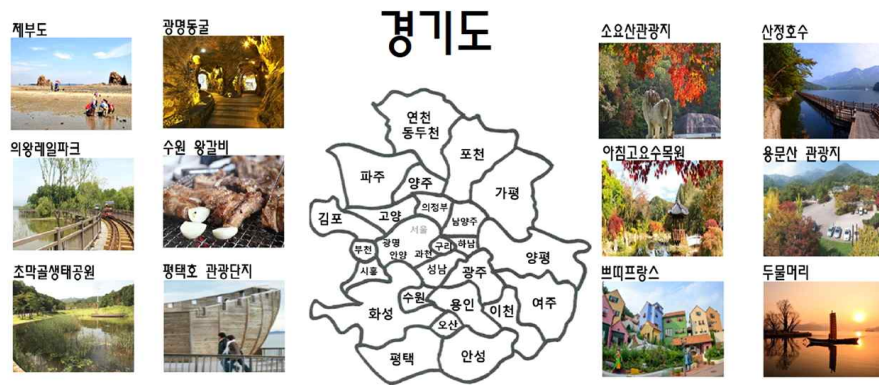 경기도
제부도
광명동굴
의왕레일파크
수원 왕갈비
초막골생태공원
평택호 관광단지
연천
동두천
포천
파주
양주
가평
김포
고양
의정부
남양주
서울
부천
광명
안양
과천
구리
하남
양평
시흥
성남
광주
화성
수원
용인
이천
여주
오산
평택
안성
소요산관광지
산정호수
아침고요수목원
용문산 관광지
쁘띠프랑스
두물머리